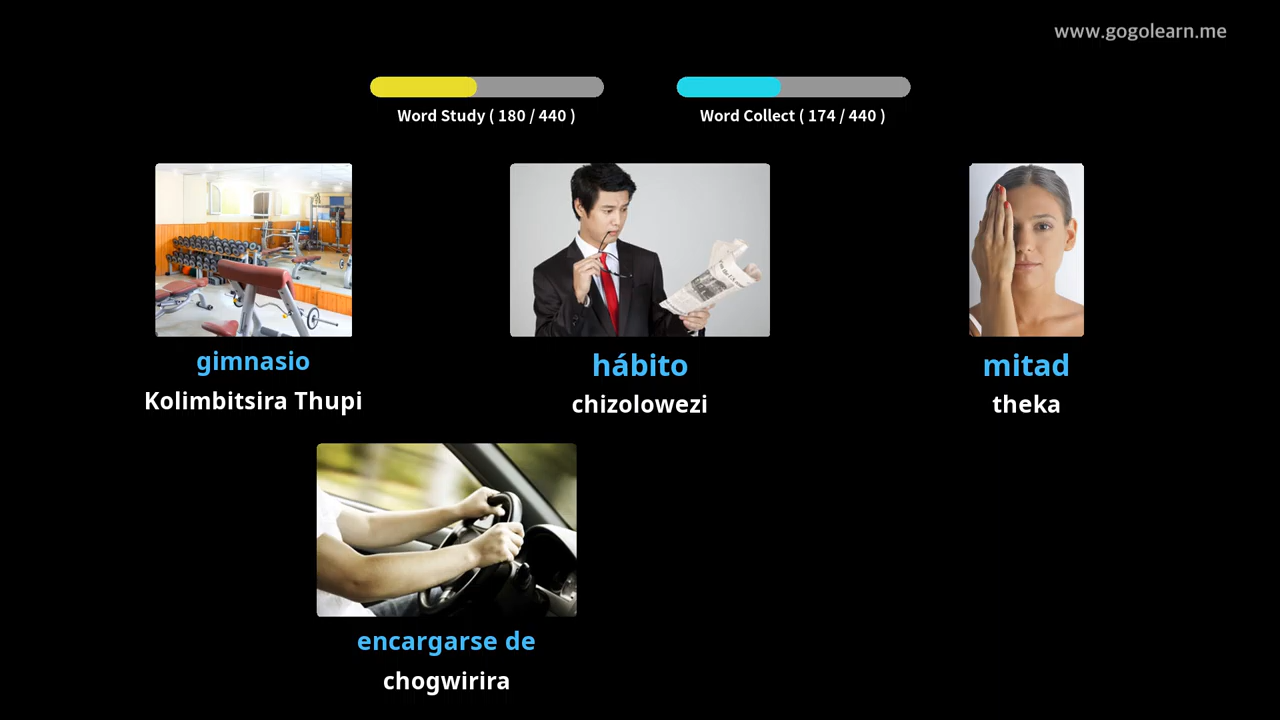 www.gogolearn.me
Word Study ( 180 / 440 )
Word Collect ( 174 / 440 )
gimnasio
Kolimbitsira Thupi
hábito
chizolowezi
mitad
theka
encargarse de
chogwirira